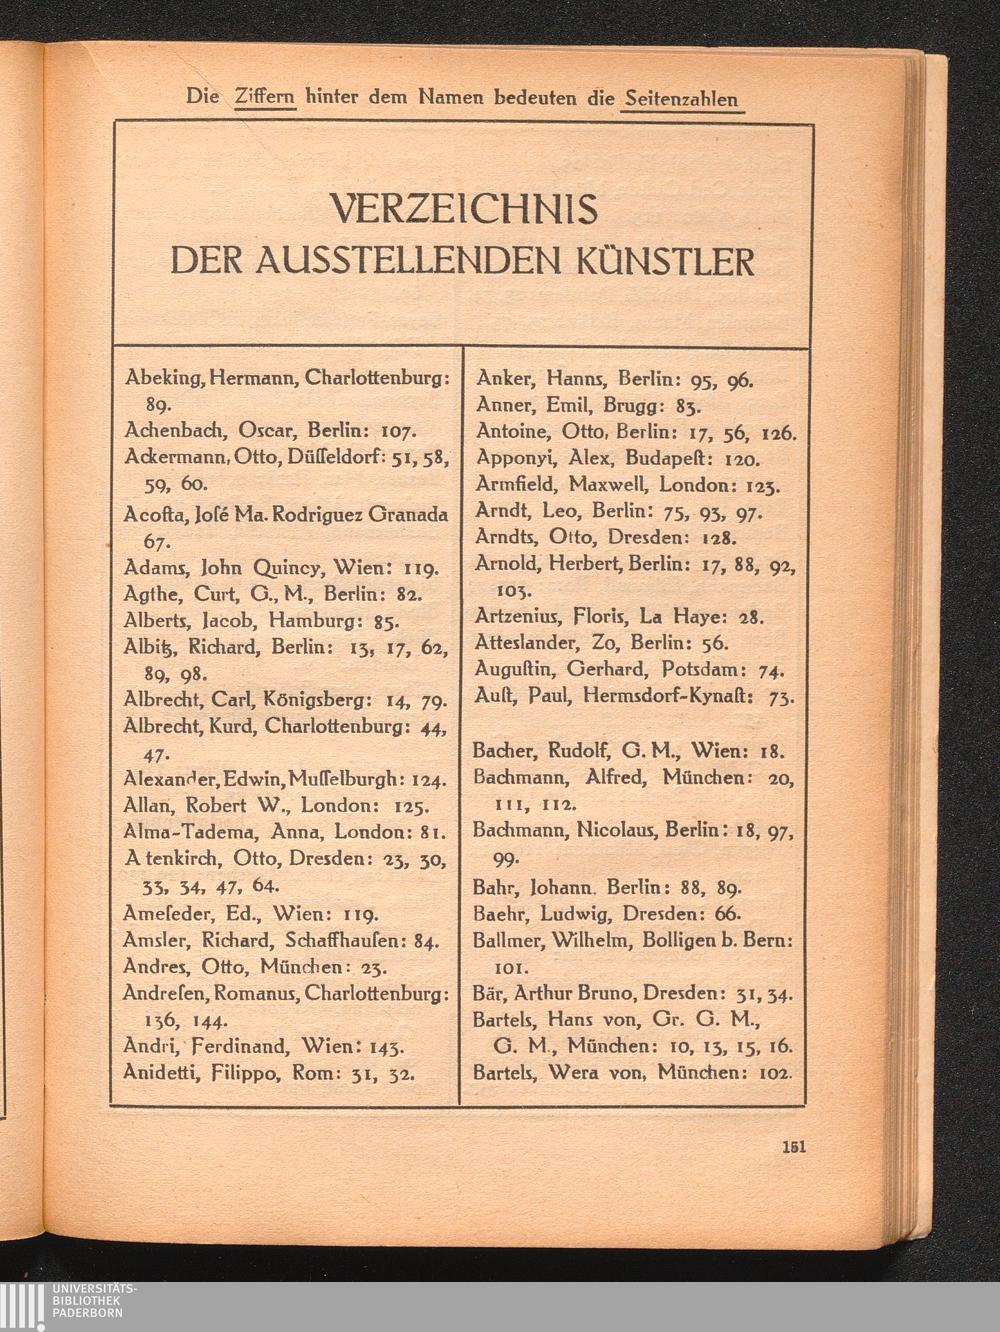 Die Ziffern hinter dem Namen bedeuten die Seitenzahlen
VERZEICHNIS
DER AUSSTELLENDEN KÜNSTLER
Abeking, Hermann, Charlottenburg:
89.
Achenbach, Oscar, Berlin: 107.
Ackermann, Otto, Düſſeldorf: 51, 58,
59, 60.
Acoſta, Joſé Ma. Rodriguez Granada
67.
Adams, John Quincy, Wien: 119.
Agthe, Curt, G., M., Berlin: 82.
Alberts, Jacob, Hamburg: 85.
Albitz, Richard, Berlin: 13, 17, 62,
89, 98.
Albrecht, Carl, Königsberg: 14, 79.
Albrecht, Kurd, Charlottenburg: 44,
47.
Alexander, Edwin, Muſſelburgh: 124.
Allan, Robert W., London: 125.
Alma-Tadema, Anna, London: 81.
A tenkirch, Otto, Dresden: 23, 30,
33, 34, 47, 64.
Ameſeder, Ed., Wien: 119.
Amsler, Richard, Schaffhauſen: 84.
Andres, Otto, München: 23.
Andreſen, Romanus, Charlottenburg:
136, 144.
Andri, Ferdinand, Wien: 143.
Anidetti, Filippo, Rom: 31, 32.
Anker, Hanns, Berlin: 95, 96.
Anner, Emil, Brugg: 83.
Antoine, Otto, Berlin: 17, 56, 126.
Apponyi, Alex, Budapeſt: 120.
Armfield, Maxwell, London: 123.
Arndt, Leo, Berlin: 75, 93, 97.
Arndts, Otto, Dresden: 128.
Arnold, Herbert, Berlin: 17, 88, 92,
103.
Artzenius, Floris, La Haye: 28.
Atteslander, Zo, Berlin: 56.
Auguſtin, Gerhard, Potsdam: 74.
Auſt, Paul, Hermsdorf-Kynaſt: 73.
Bacher, Rudolf, G. M., Wien: 18.
Bachmann, Alfred, München: 20,
111, 112.
Bachmann, Nicolaus, Berlin: 18, 97,
99.
Bahr, Johann. Berlin: 88, 89.
Baehr, Ludwig, Dresden: 66.
Ballmer, Wilhelm, Bolligen b. Bern:
101.
Bär, Arthur Bruno, Dresden: 31, 34.
Bartels, Hans von, Gr. G. M.,
G. M., München: 10, 13, 15, 16.
Bartels, Wera von, München: 102.
151
UNIVERSITÄTS-
BIBLIOTHEK
PADERBORN